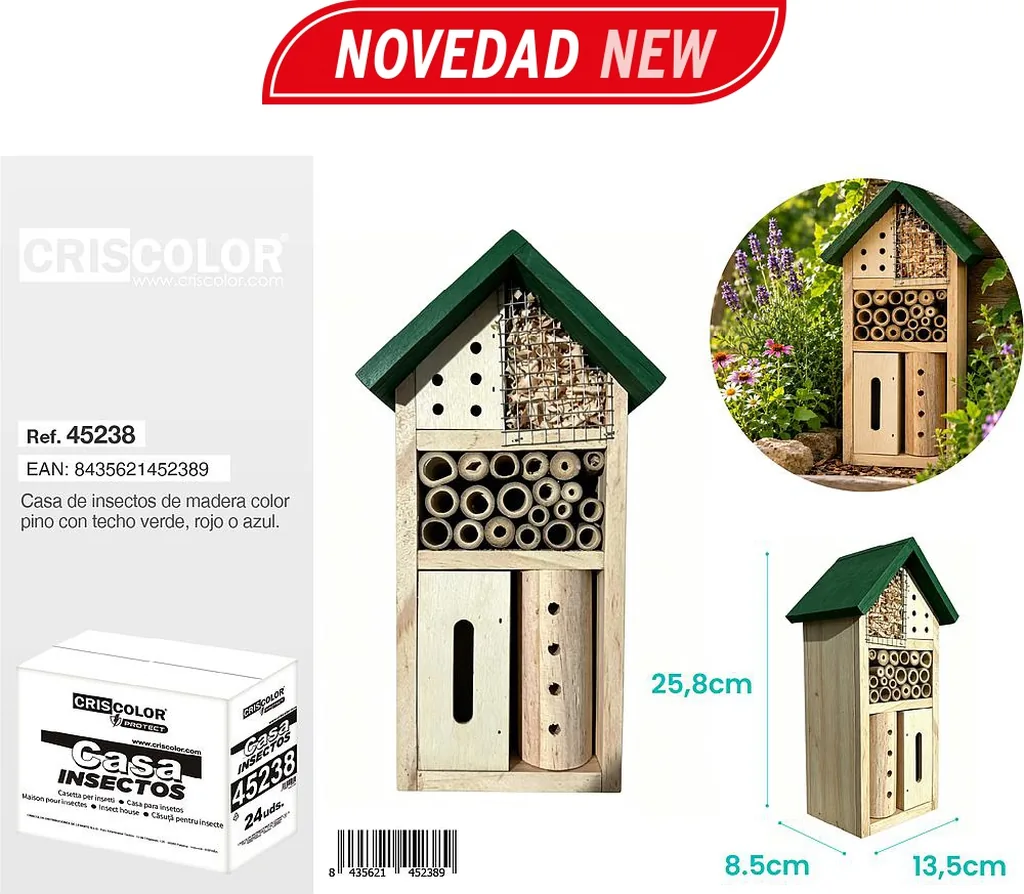 NOVEDAD NEW
CRISCOLOR®
www.criscolor.com
Ref. 45238
EAN: 8435621452389
Casa de insectos de madera color
pino con techo verde, rojo o azul.
CRISCOLOR
PROTECT
www.criscolor.com
Casa
INSECTOS
Casetta per insetti ● Casa para insetos
Maison pour insectes ● Insect house ● Căsuță pentru insecte
CRISCOLOR
Casa
INSECTOS
45238
24uds.
8 435621 452389
25,8cm
8.5cm
13,5cm